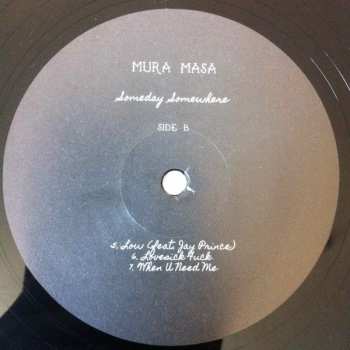 MURA MASA
Someday Somewhere
SIDE B
5. Low (feat. Jay Prince)
6. Lovesick Fuck
7. When U Need Me